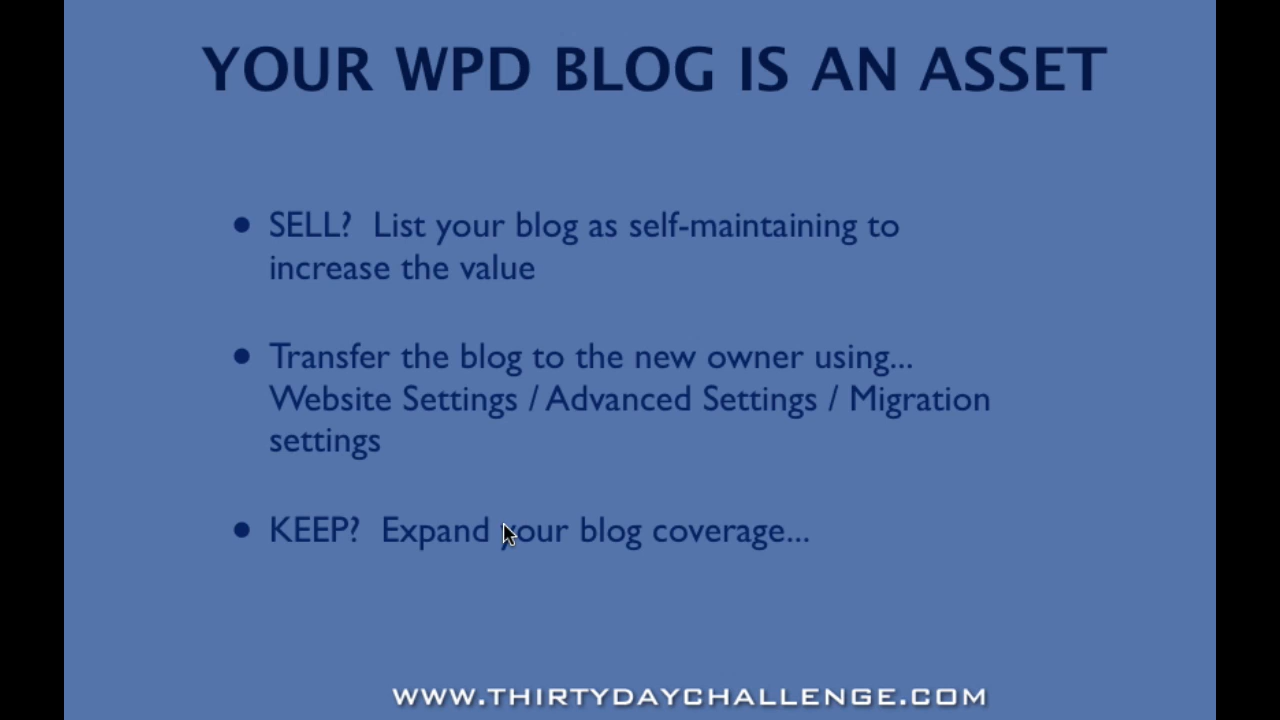 YOUR WPD BLOG IS AN ASSET
• SELL?  List your blog as self-maintaining to
increase the value
• Transfer the blog to the new owner using...
Website Settings / Advanced Settings / Migration
settings
• KEEP?  Expand your blog coverage...
WWW.THIRTYDAYCHALLENGE.COM